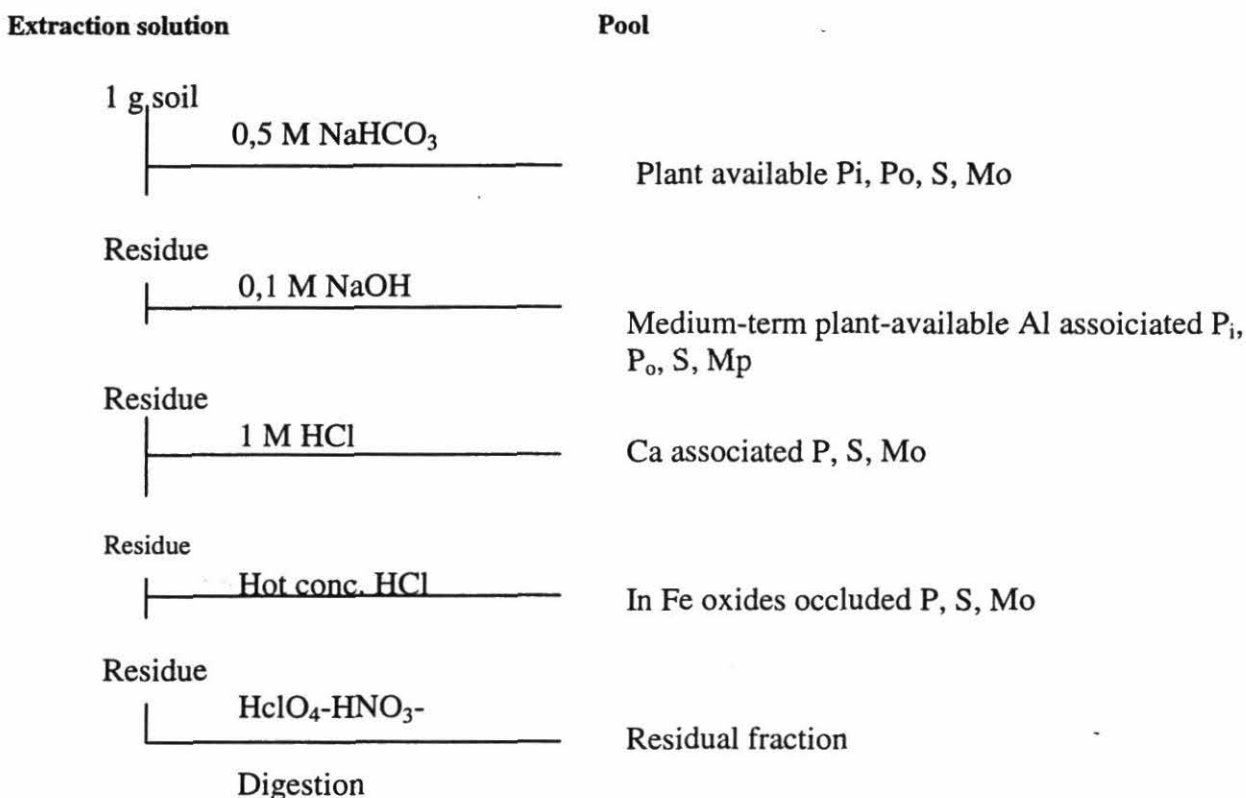 Extraction solution Pool
1 g soil
0,5 M NaHCO₃
Plant available Pi, Po, S, Mo
Residue
0,1 M NaOH
Medium-term plant-available Al assoiciated Pᵢ,
Pₒ, S, Mp
Residue
1 M HCl
Ca associated P, S, Mo
Residue
Hot conc. HCl
In Fe oxides occluded P, S, Mo
Residue
HclO₄-HNO₃-
Residual fraction
Digestion